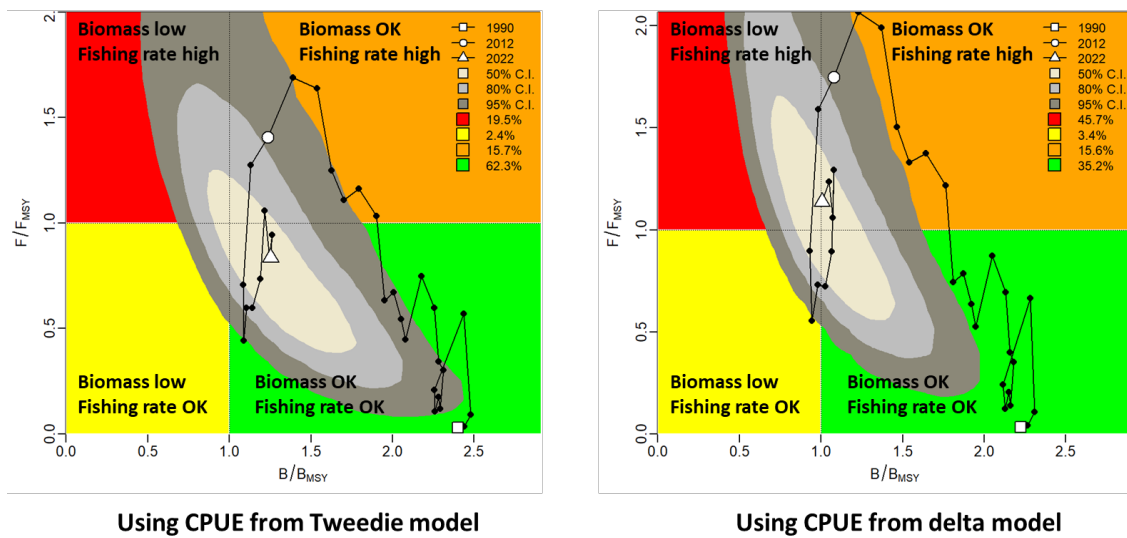 Biomass low
Fishing rate high
Biomass OK
Fishing rate high
1990
2012
2022
50% C.I.
80% C.I.
95% C.I.
19.5%
2.4%
15.7%
62.3%
2.0
1.5
1.0
0.5
0.0
F/FMSY
Biomass low
Fishing rate OK
Biomass OK
Fishing rate OK
0.0
0.5
1.0
1.5
2.0
2.5
B/BMSY
Using CPUE from Tweedie model
Biomass low
Fishing rate high
Biomass OK
Fishing rate high
1990
2012
2022
50% C.I.
80% C.I.
95% C.I.
45.7%
3.4%
15.6%
35.2%
2.0
1.5
1.0
0.5
0.0
F/FMSY
Biomass low
Fishing rate OK
Biomass OK
Fishing rate OK
0.0
0.5
1.0
1.5
2.0
2.5
B/BMSY
Using CPUE from delta model